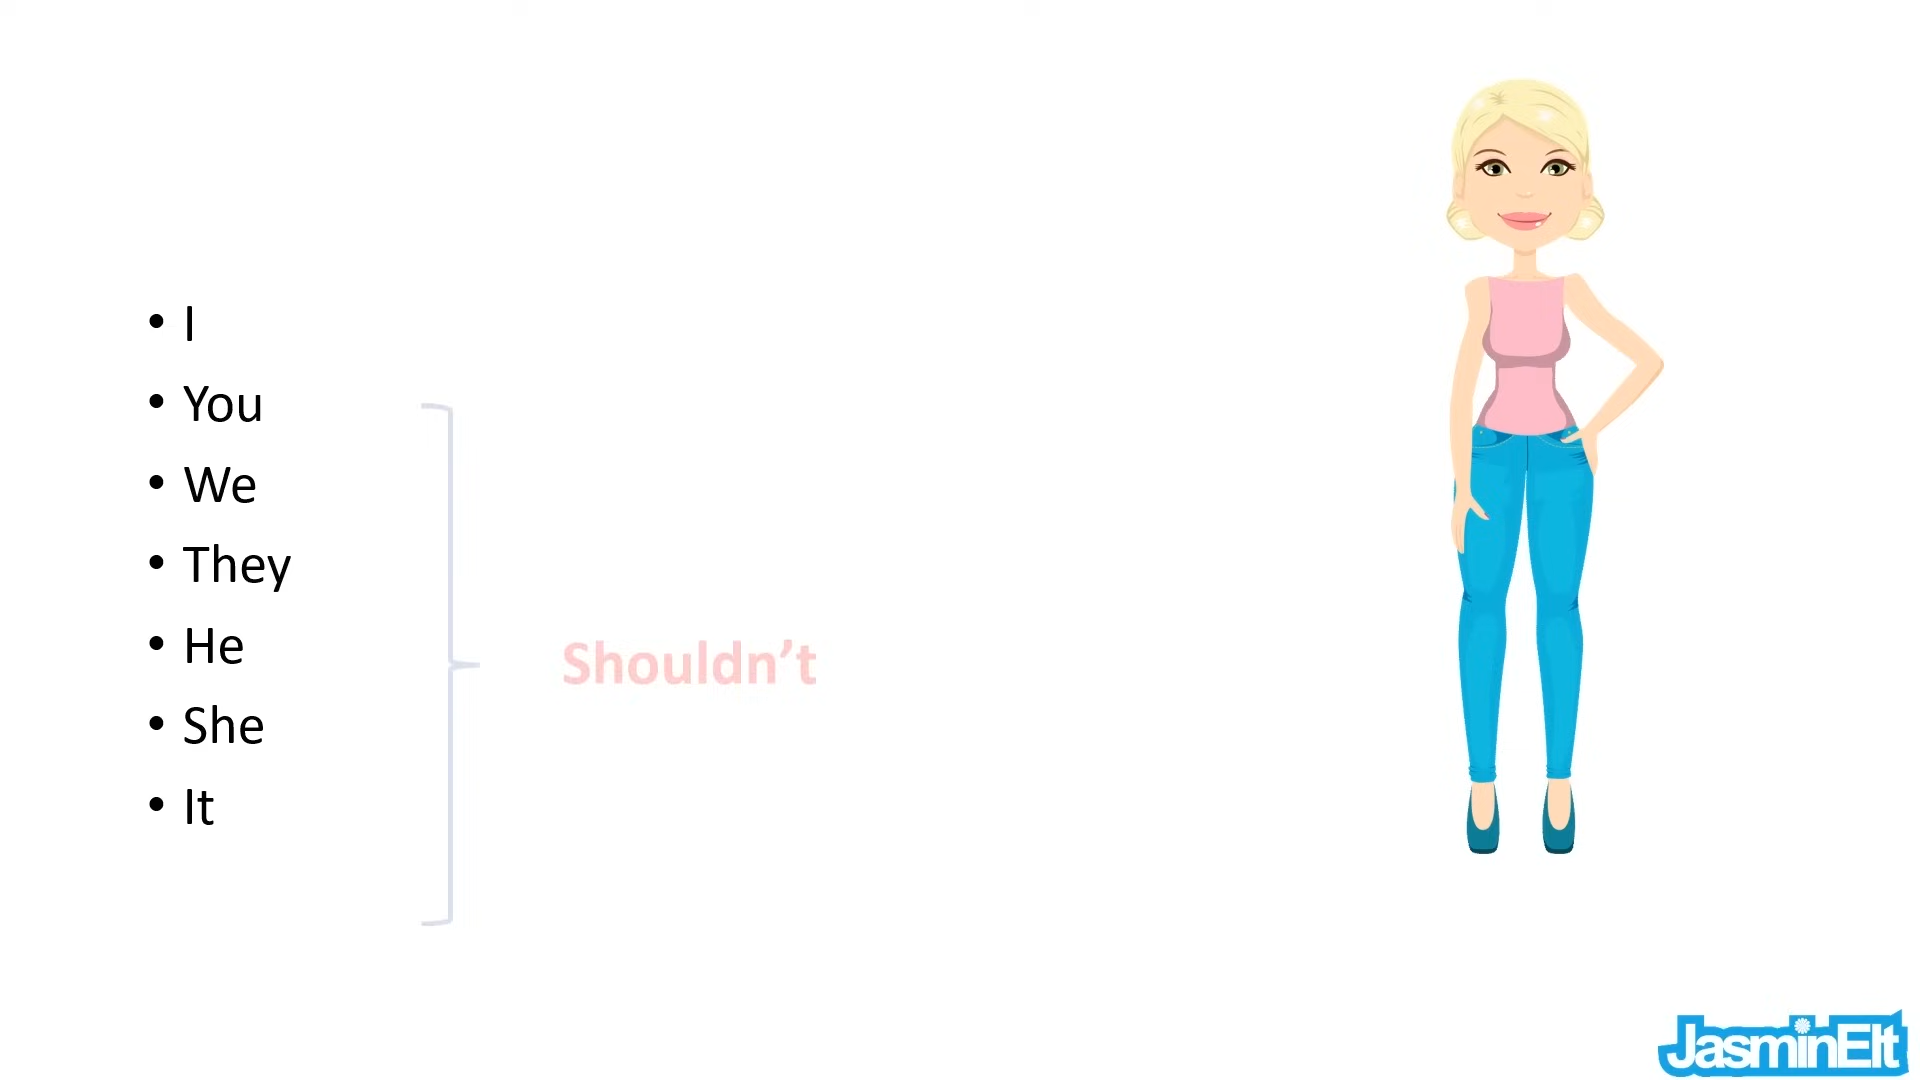 • I
• You
• We
• They
• He
• She
• It
Shouldn’t
JasminElt